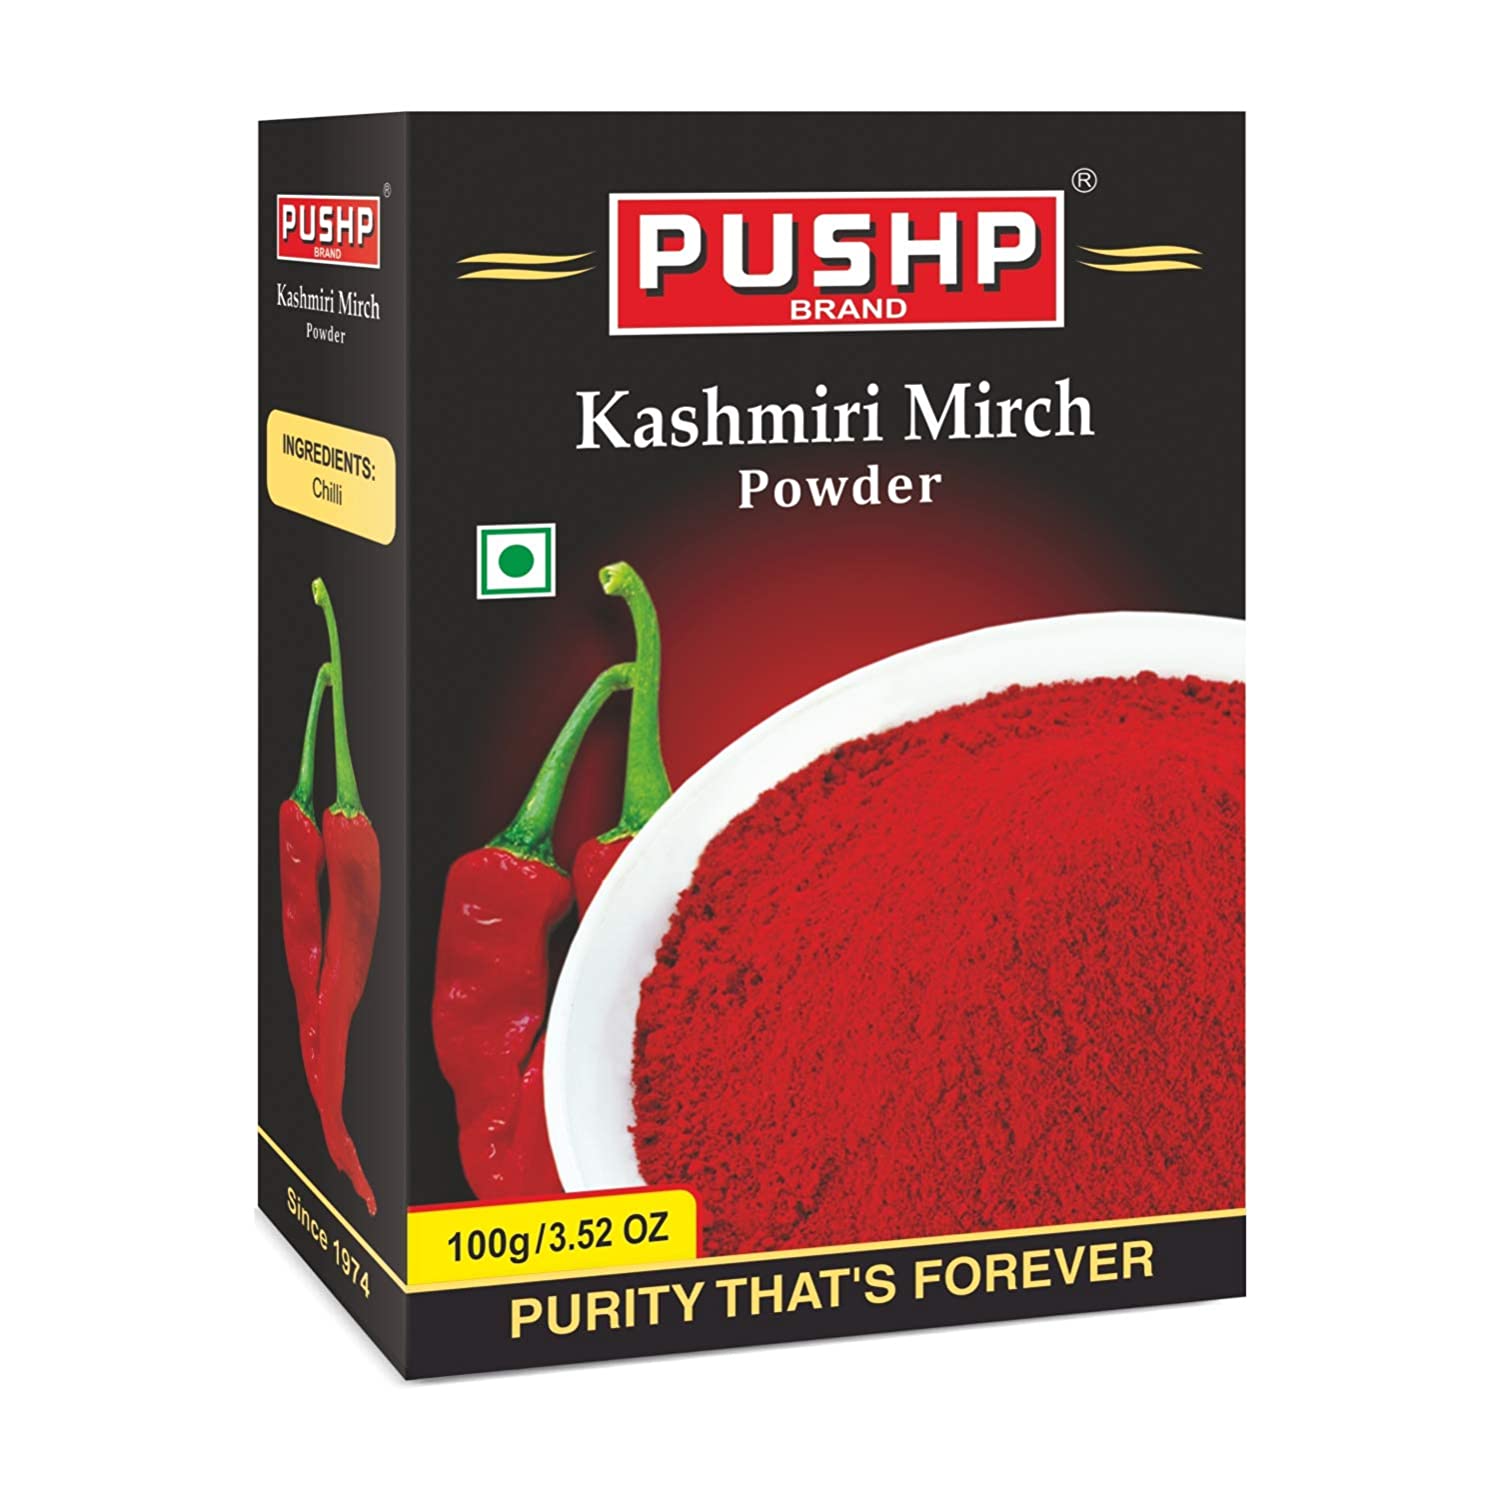 PUSHP
BRAND
®
Kashmiri Mirch
Powder
INGREDIENTS:
Chilli
Since 1974
PUSHP
BRAND
®
Kashmiri Mirch
Powder
100g/3.52 OZ
PURITY THAT'S FOREVER